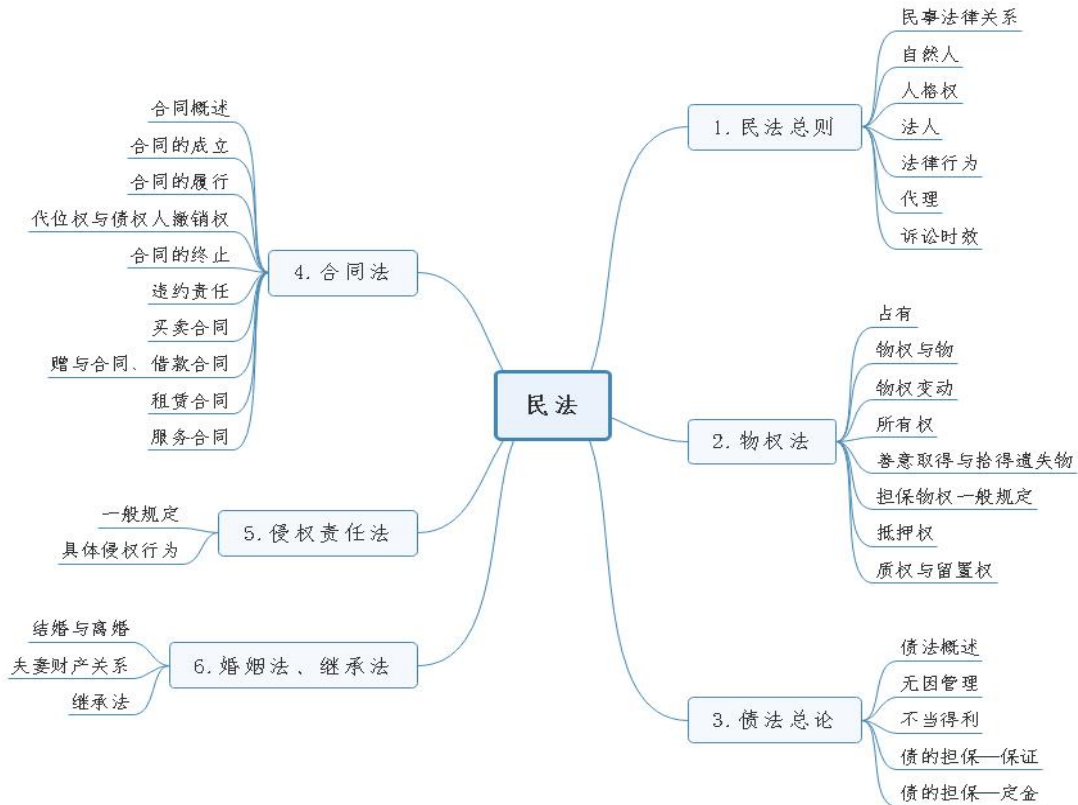 民法
1.民法总则
民事法律关系
自然人
人格权
法人
法律行为
代理
诉讼时效
2.物权法
占有
物权与物
物权变动
所有权
善意取得与拾得遗失物
担保物权一般规定
抵押权
质权与留置权
3.债法总论
债法概述
无因管理
不当得利
债的担保—保证
债的担保—定金
4.合同法
合同概述
合同的成立
合同的履行
代位权与债权人撤销权
合同的终止
违约责任
买卖合同
赠与合同、借款合同
租赁合同
服务合同
5.侵权责任法
一般规定
具体侵权行为
6.婚姻法、继承法
结婚与离婚
夫妻财产关系
继承法